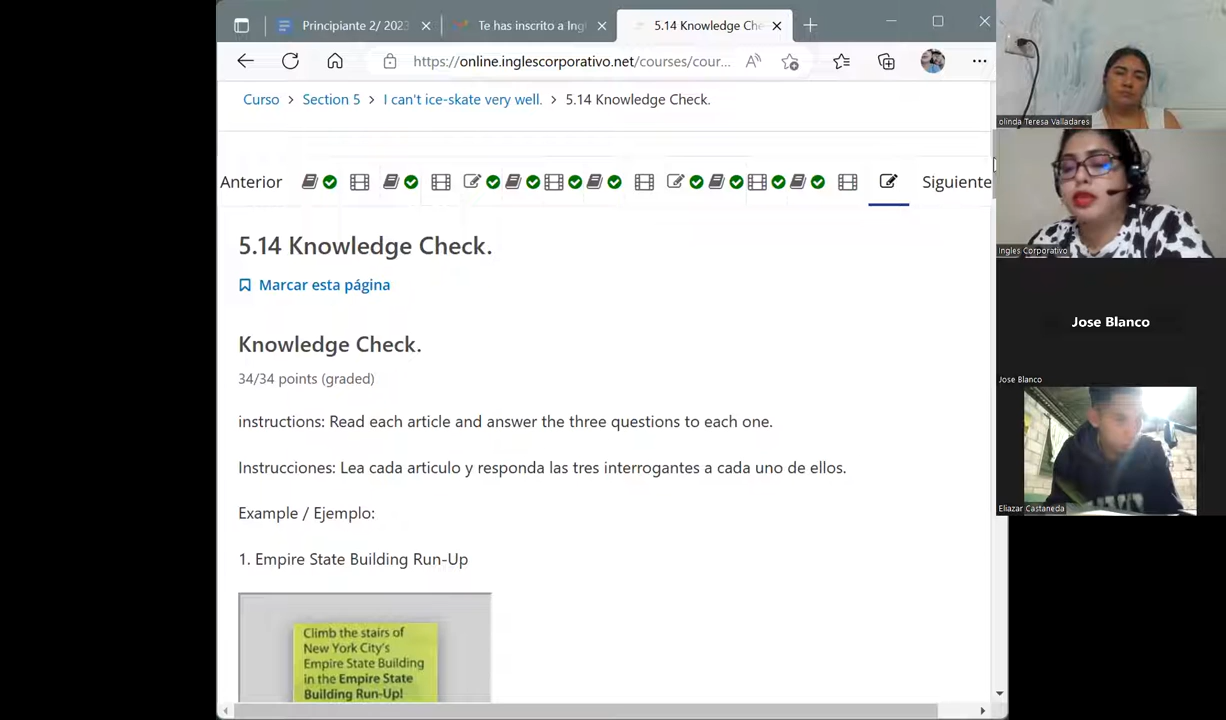 Principiante 2/ 2023
Te has inscrito a Ing
5.14 Knowledge Che
https://online.inglescorporativo.net/courses/cour...
Curso > Section 5 > I can't ice-skate very well. > 5.14 Knowledge Check.
Anterior
Siguiente
5.14 Knowledge Check.
Marcar esta página
Knowledge Check.
34/34 points (graded)
instructions: Read each article and answer the three questions to each one.
Instrucciones: Lea cada articulo y responda las tres interrogantes a cada uno de ellos.
Example / Ejemplo:
1. Empire State Building Run-Up
Climb the stairs of
New York City's
Empire State Building
in the Empire State
Building Run-Up!
olinda Teresa Valladares
Ingles Corporativo
Jose Blanco
Jose Blanco
Eliazar Castaneda